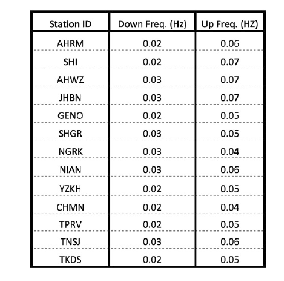 Station ID Down Freq. (Hz) Up Freq. (HZ)
AHRM 0.02 0.06
SHI 0.02 0.07
AHWZ 0.03 0.07
JHBN 0.03 0.07
GENO 0.02 0.05
SHGR 0.03 0.05
NGRK 0.03 0.04
NIAN 0.03 0.06
YZKH 0.02 0.05
CHMN 0.02 0.04
TPRV 0.02 0.05
TNSJ 0.03 0.06
TKDS 0.02 0.05